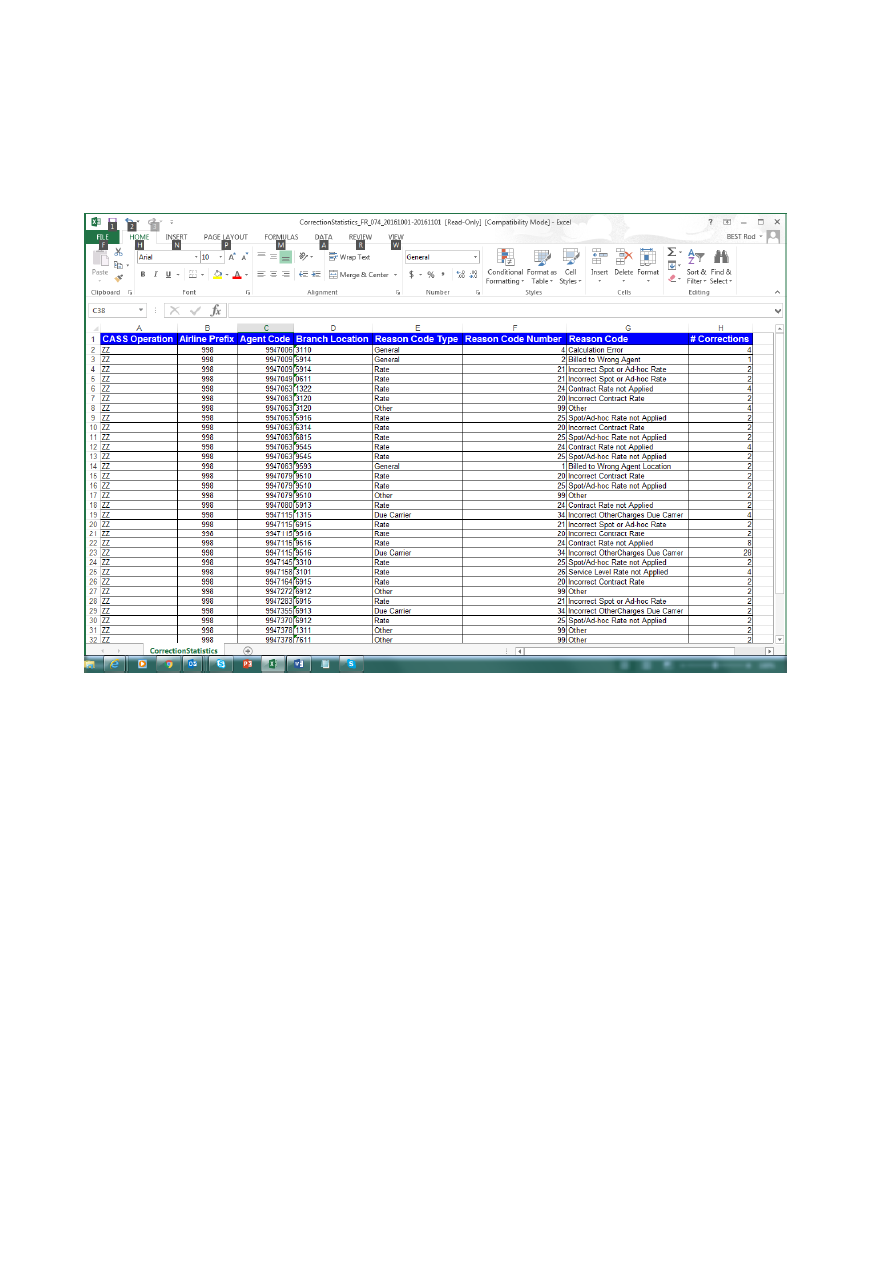 CorrectionStatistics_FR_074_20161001-20161101 [Read-Only] [Compatibility Mode] - Excel
1 2 3
FILE HOME INSERT PAGE LAYOUT FORMULAS DATA REVIEW VIEW BEST Rod
F H N P M A R W
Paste Arial 10 A A Wrap Text General Conditional Formatting Format as Table Cell Styles Insert Delete Format Sort & Filter Find & Select
B I U A Merge & Center $ % ,
Clipboard Font Alignment Number Styles Cells Editing
C38 fx
A B C D E F G H
1 CASS Operation Airline Prefix Agent Code Branch Location Reason Code Type Reason Code Number Reason Code # Corrections
2 ZZ 998 9947006 3110 General 4 Calculation Error 4
3 ZZ 998 9947009 5914 General 2 Billed to Wrong Agent 1
4 ZZ 998 9947009 5914 Rate 21 Incorrect Spot or Ad-hoc Rate 2
5 ZZ 998 9947049 0611 Rate 21 Incorrect Spot or Ad-hoc Rate 2
6 ZZ 998 9947063 1322 Rate 24 Contract Rate not Applied 4
7 ZZ 998 9947063 3120 Rate 20 Incorrect Contract Rate 2
8 ZZ 998 9947063 3120 Other 99 Other 4
9 ZZ 998 9947063 5916 Rate 25 Spot/Ad-hoc Rate not Applied 2
10 ZZ 998 9947063 6314 Rate 20 Incorrect Contract Rate 2
11 ZZ 998 9947063 6815 Rate 25 Spot/Ad-hoc Rate not Applied 2
12 ZZ 998 9947063 9545 Rate 24 Contract Rate not Applied 4
13 ZZ 998 9947063 9545 Rate 25 Spot/Ad-hoc Rate not Applied 2
14 ZZ 998 9947063 9593 General 1 Billed to Wrong Agent Location 2
15 ZZ 998 9947079 9510 Rate 20 Incorrect Contract Rate 2
16 ZZ 998 9947079 9510 Rate 25 Spot/Ad-hoc Rate not Applied 2
17 ZZ 998 9947079 9510 Other 99 Other 2
18 ZZ 998 9947080 5913 Rate 24 Contract Rate not Applied 2
19 ZZ 998 9947115 1315 Due Carrier 34 Incorrect OtherCharges Due Carrer 4
20 ZZ 998 9947115 6915 Rate 21 Incorrect Spot or Ad-hoc Rate 2
21 ZZ 998 9947115 9516 Rate 20 Incorrect Contract Rate 2
22 ZZ 998 9947115 9516 Rate 24 Contract Rate not Applied 8
23 ZZ 998 9947115 9516 Due Carrier 34 Incorrect OtherCharges Due Carrer 28
24 ZZ 998 9947145 3310 Rate 25 Spot/Ad-hoc Rate not Applied 2
25 ZZ 998 9947158 3101 Rate 26 Service Level Rate not Applied 4
26 ZZ 998 9947164 6915 Rate 20 Incorrect Contract Rate 2
27 ZZ 998 9947272 6912 Other 99 Other 2
28 ZZ 998 9947283 6915 Rate 21 Incorrect Spot or Ad-hoc Rate 2
29 ZZ 998 9947355 6913 Due Carrier 34 Incorrect OtherCharges Due Carrer 2
30 ZZ 998 9947370 6912 Rate 25 Spot/Ad-hoc Rate not Applied 2
31 ZZ 998 9947378 1311 Other 99 Other 2
32 ZZ 998 9947378 7611 Other 99 Other 2
CorrectionStatistics